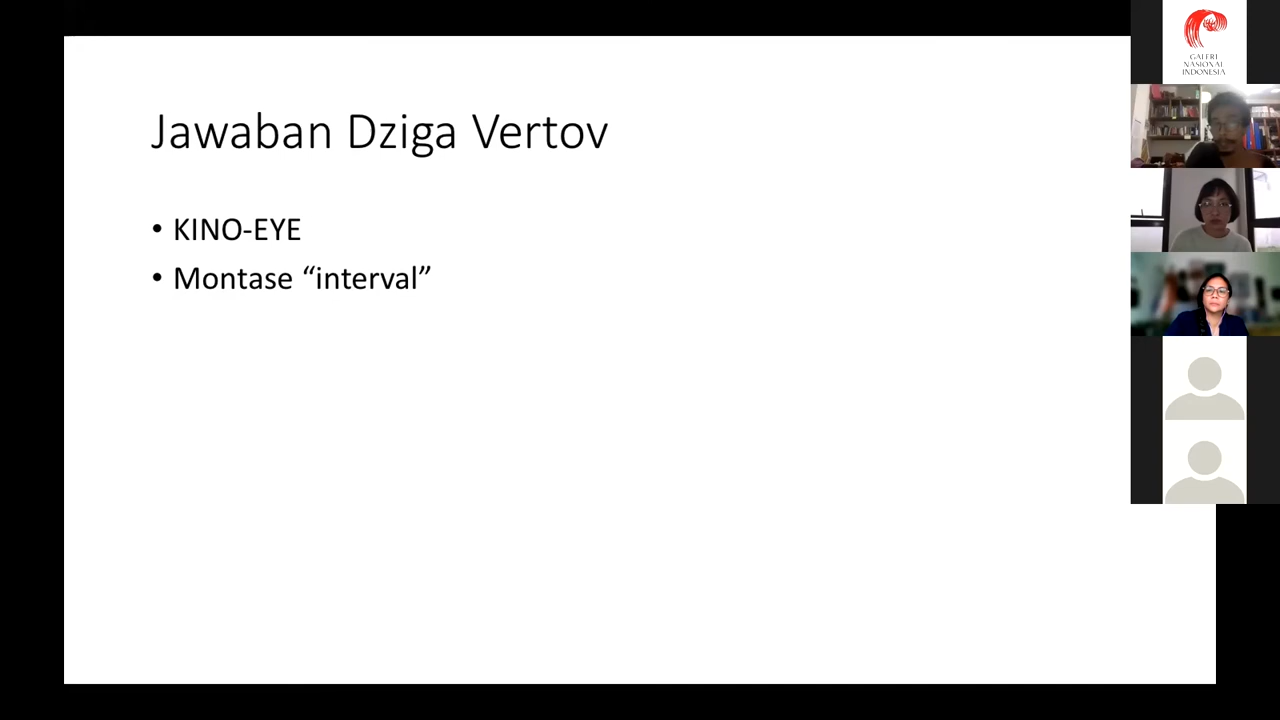 Jawaban Dziga Vertov
• KINO-EYE
• Montase “interval”
GALERI
NASIONAL
INDONESIA